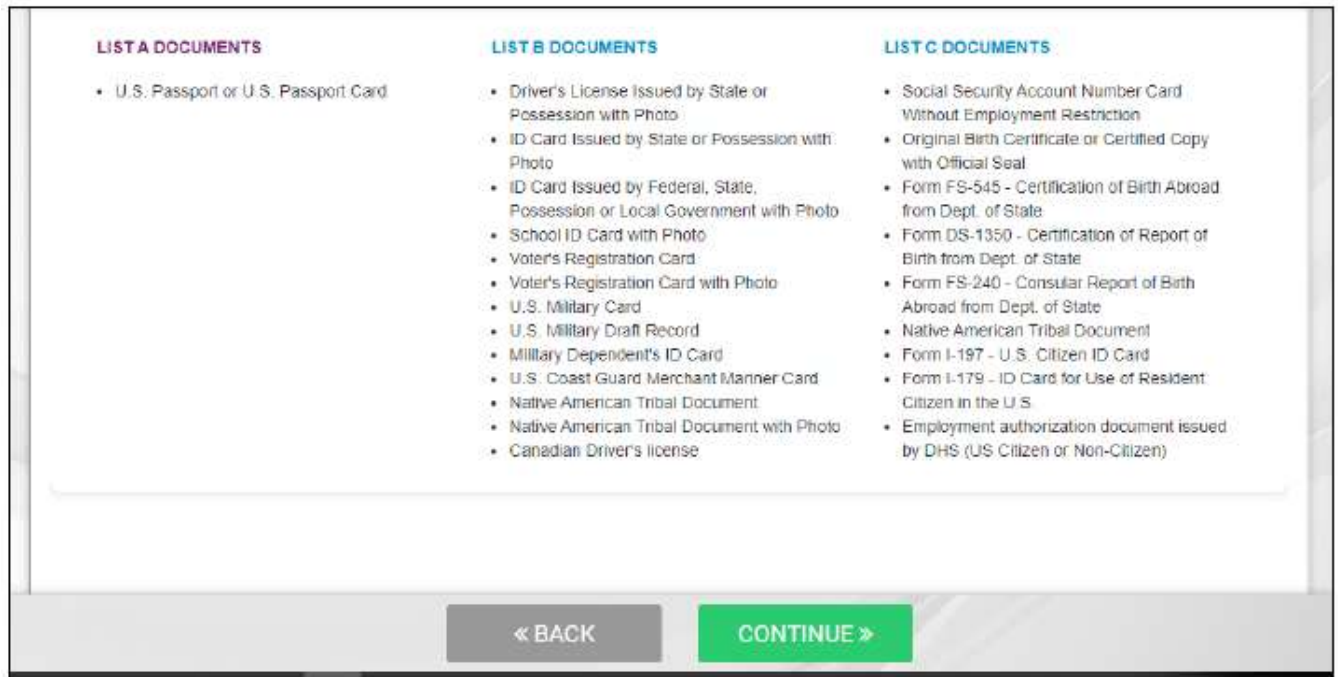 LIST A DOCUMENTS
• U.S. Passport or U.S. Passport Card
LIST B DOCUMENTS
• Driver's License Issued by State or
Possession with Photo
• ID Card Issued by State or Possession with
Photo
• ID Card Issued by Federal, State,
Possession or Local Government with Photo
• School ID Card with Photo
• Voter's Registration Card
• Voter's Registration Card with Photo
• U.S. Military Card
• U.S. Military Draft Record
• Military Dependent's ID Card
• U.S. Coast Guard Merchant Mariner Card
• Native American Tribal Document
• Native American Tribal Document with Photo
• Canadian Driver's license
LIST C DOCUMENTS
• Social Security Account Number Card
Without Employment Restriction
• Original Birth Certificate or Certified Copy
with Official Seal
• Form FS-545 - Certification of Birth Abroad
from Dept. of State
• Form DS-1350 - Certification of Report of
Birth from Dept. of State
• Form FS-240 - Consular Report of Birth
Abroad from Dept. of State
• Native American Tribal Document
• Form I-197 - U.S. Citizen ID Card
• Form I-179 - ID Card for Use of Resident
Citizen in the U.S.
• Employment authorization document issued
by DHS (US Citizen or Non-Citizen)
« BACK
CONTINUE »